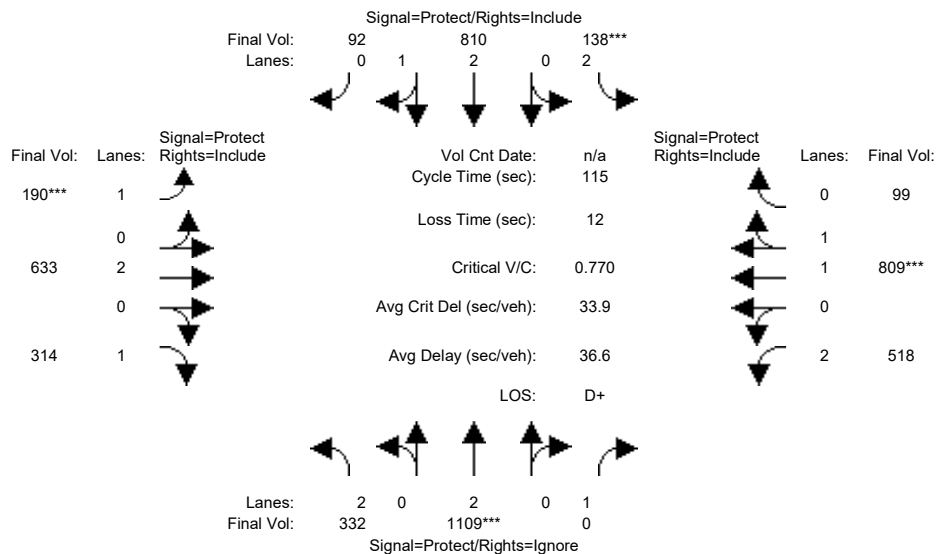 Signal=Protect/Rights=Include
Final Vol: 92 810 138***
Lanes: 0 1 2 0 2
Signal=Protect
Final Vol: Lanes: Rights=Include
Vol Cnt Date: n/a
Signal=Protect
Rights=Include Lanes: Final Vol:
Cycle Time (sec): 115
190*** 1
0 99
Loss Time (sec): 12
0
1
633 2
Critical V/C: 0.770
1 809***
0
Avg Crit Del (sec/veh): 33.9
0
314 1
Avg Delay (sec/veh): 36.6
2 518
LOS: D+
Lanes: 2 0 2 0 1
Final Vol: 332 1109*** 0
Signal=Protect/Rights=Ignore